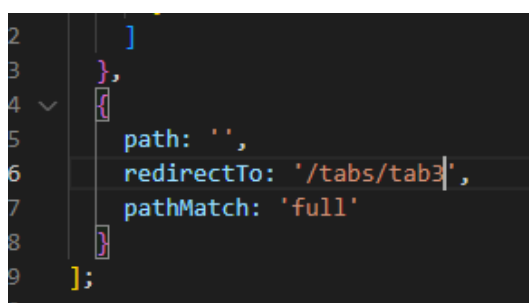 2 ]
3 },
4 {
5 path: '',
6 redirectTo: '/tabs/tab3',
7 pathMatch: 'full'
8 }
9 ];